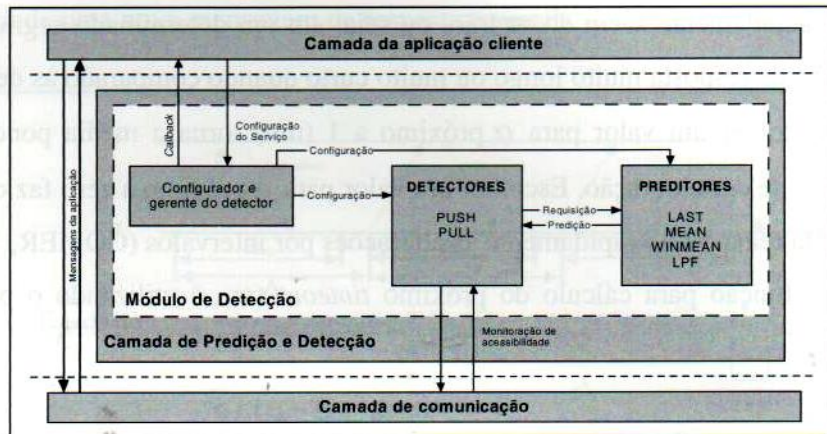 Camada da aplicação cliente
Mensagens da aplicação
Callback
Configuração
do Serviço
Configuração
Configurador e
gerente do detector
Configuração
DETECTORES
PUSH
PULL
Requisição
Predição
PREDITORES
LAST
MEAN
WINMEAN
LPF
Módulo de Detecção
Camada de Predição e Detecção
Monitoração de
acessibilidade
Camada de comunicação